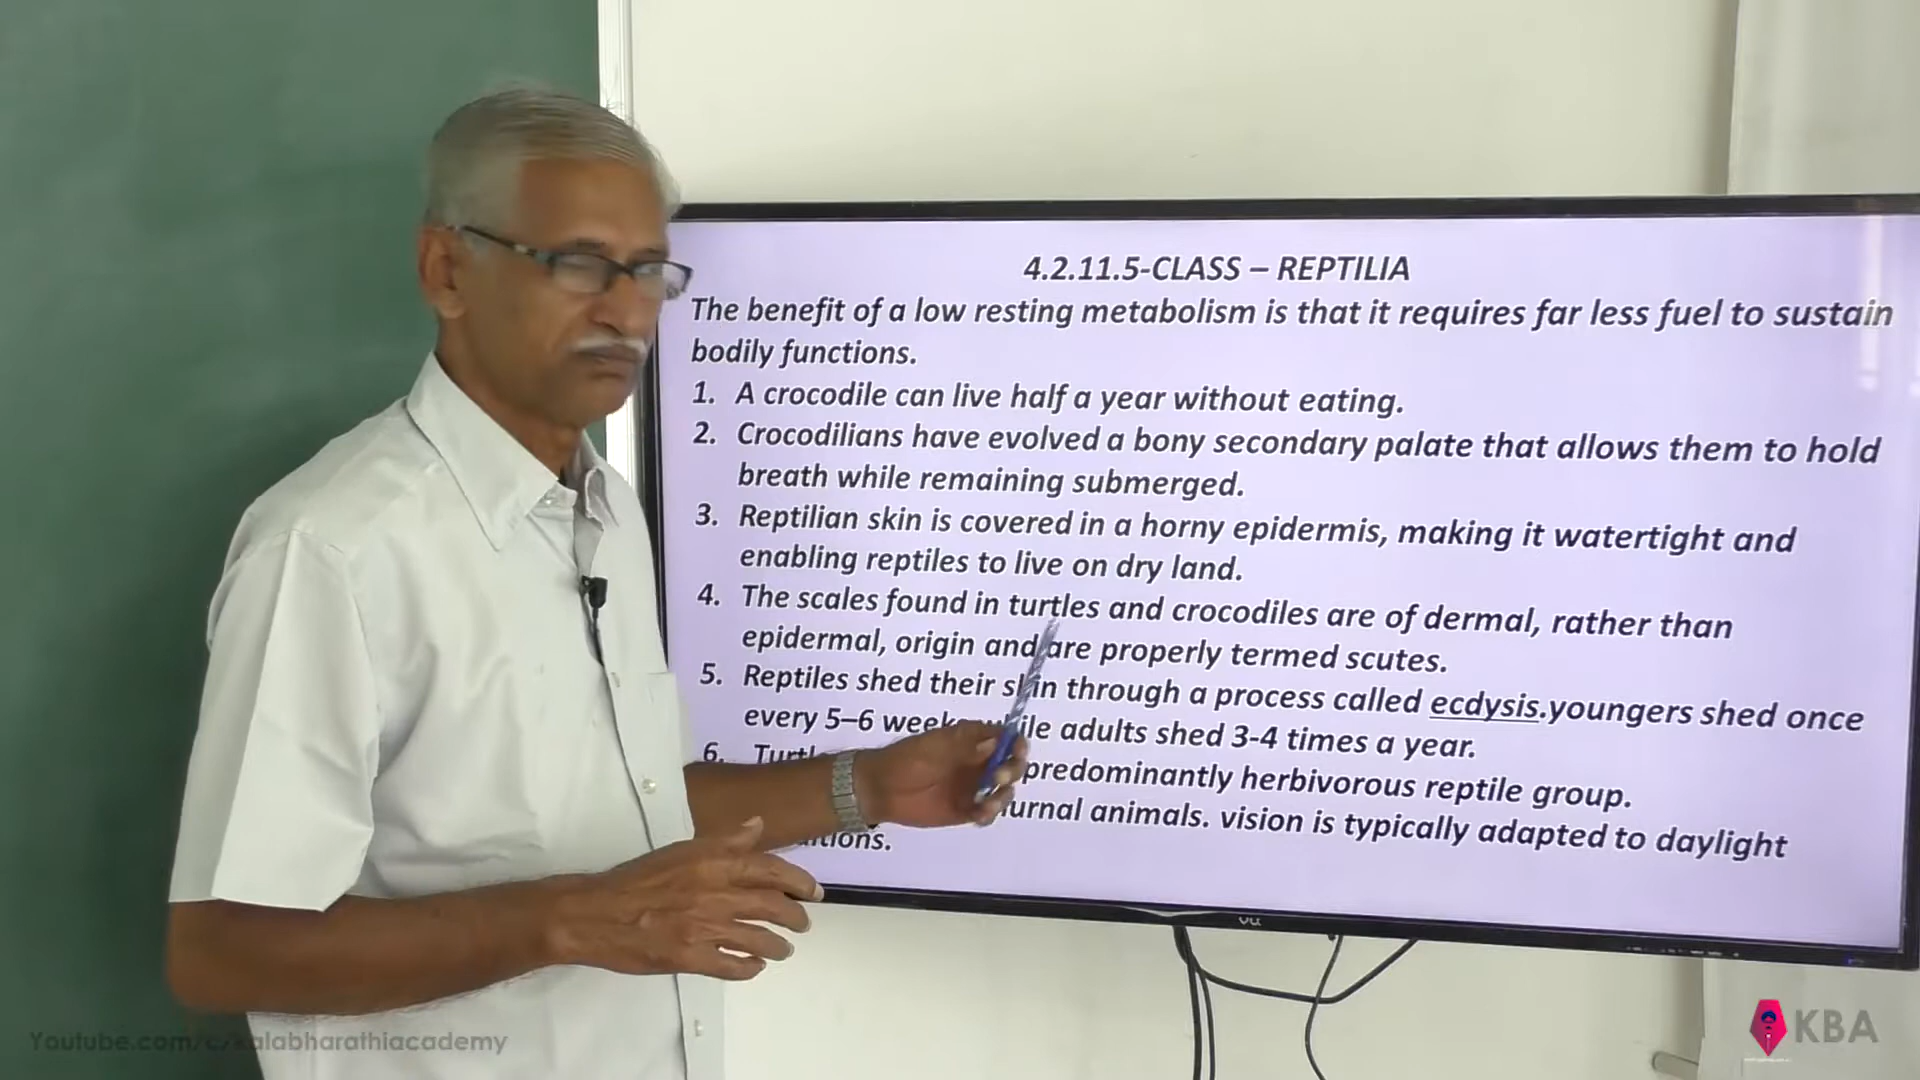 4.2.11.5-CLASS – REPTILIA
The benefit of a low resting metabolism is that it requires far less fuel to sustain
bodily functions.
1. A crocodile can live half a year without eating.
2. Crocodilians have evolved a bony secondary palate that allows them to hold
breath while remaining submerged.
3. Reptilian skin is covered in a horny epidermis, making it watertight and
enabling reptiles to live on dry land.
4. The scales found in turtles and crocodiles are of dermal, rather than
epidermal, origin and are properly termed scutes.
5. Reptiles shed their skin through a process called ecdysis.youngers shed once
every 5–6 weeks while adults shed 3-4 times a year.
6. predominantly herbivorous reptile group.
animals. vision is typically adapted to daylight
vu
Youtube.com/c/kalabharathiacademy
KBA